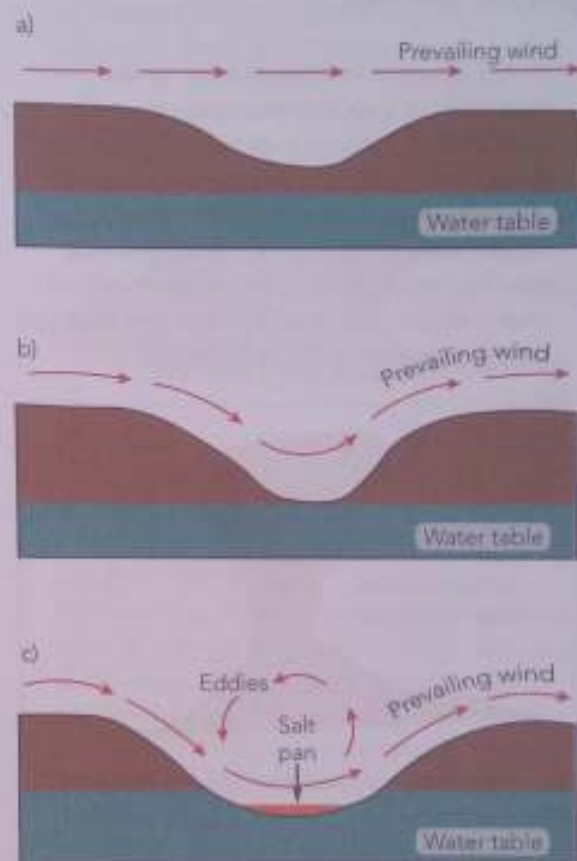 a)
Prevailing wind
Water table
b)
Prevailing wind
Water table
c)
Eddies
Prevailing wind
Salt
pan
Water table